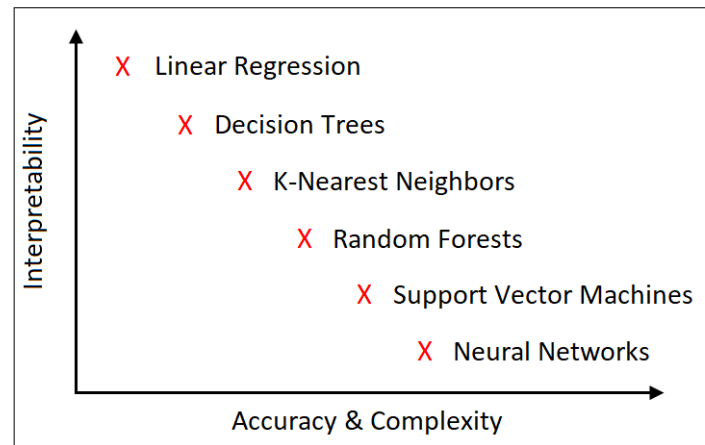 X Linear Regression
X Decision Trees
X K-Nearest Neighbors
X Random Forests
X Support Vector Machines
X Neural Networks
Interpretability
Accuracy & Complexity